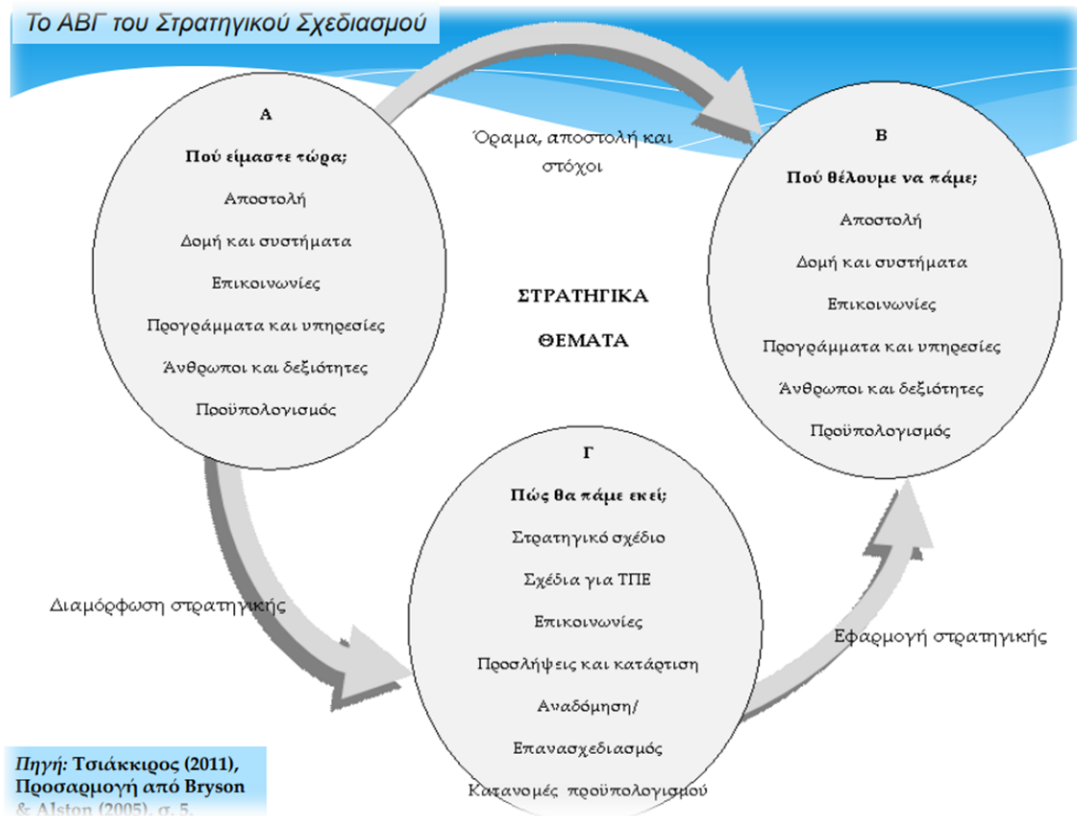 Το ΑΒΓ του Στρατηγικού Σχεδιασμού
Α
Πού είμαστε τώρα;
Αποστολή
Δομή και συστήματα
Επικοινωνίες
Προγράμματα και υπηρεσίες
Άνθρωποι και δεξιότητες
Προϋπολογισμός
Όραμα, αποστολή και
στόχοι
Β
Πού θέλουμε να πάμε;
Αποστολή
Δομή και συστήματα
Επικοινωνίες
Προγράμματα και υπηρεσίες
Άνθρωποι και δεξιότητες
Προϋπολογισμός
ΣΤΡΑΤΗΓΙΚΑ
ΘΕΜΑΤΑ
Διαμόρφωση στρατηγικής
Γ
Πώς θα πάμε εκεί;
Στρατηγικό σχέδιο
Σχέδια για ΤΠΕ
Επικοινωνίες
Προσλήψεις και κατάρτιση
Αναδόμηση/
Επανασχεδιασμός
Κατανομές προϋπολογισμού
Εφαρμογή στρατηγικής
Πηγή: Τσιάκκιρος (2011),
Προσαρμογή από Bryson
& Alston (2005), σ. 5.